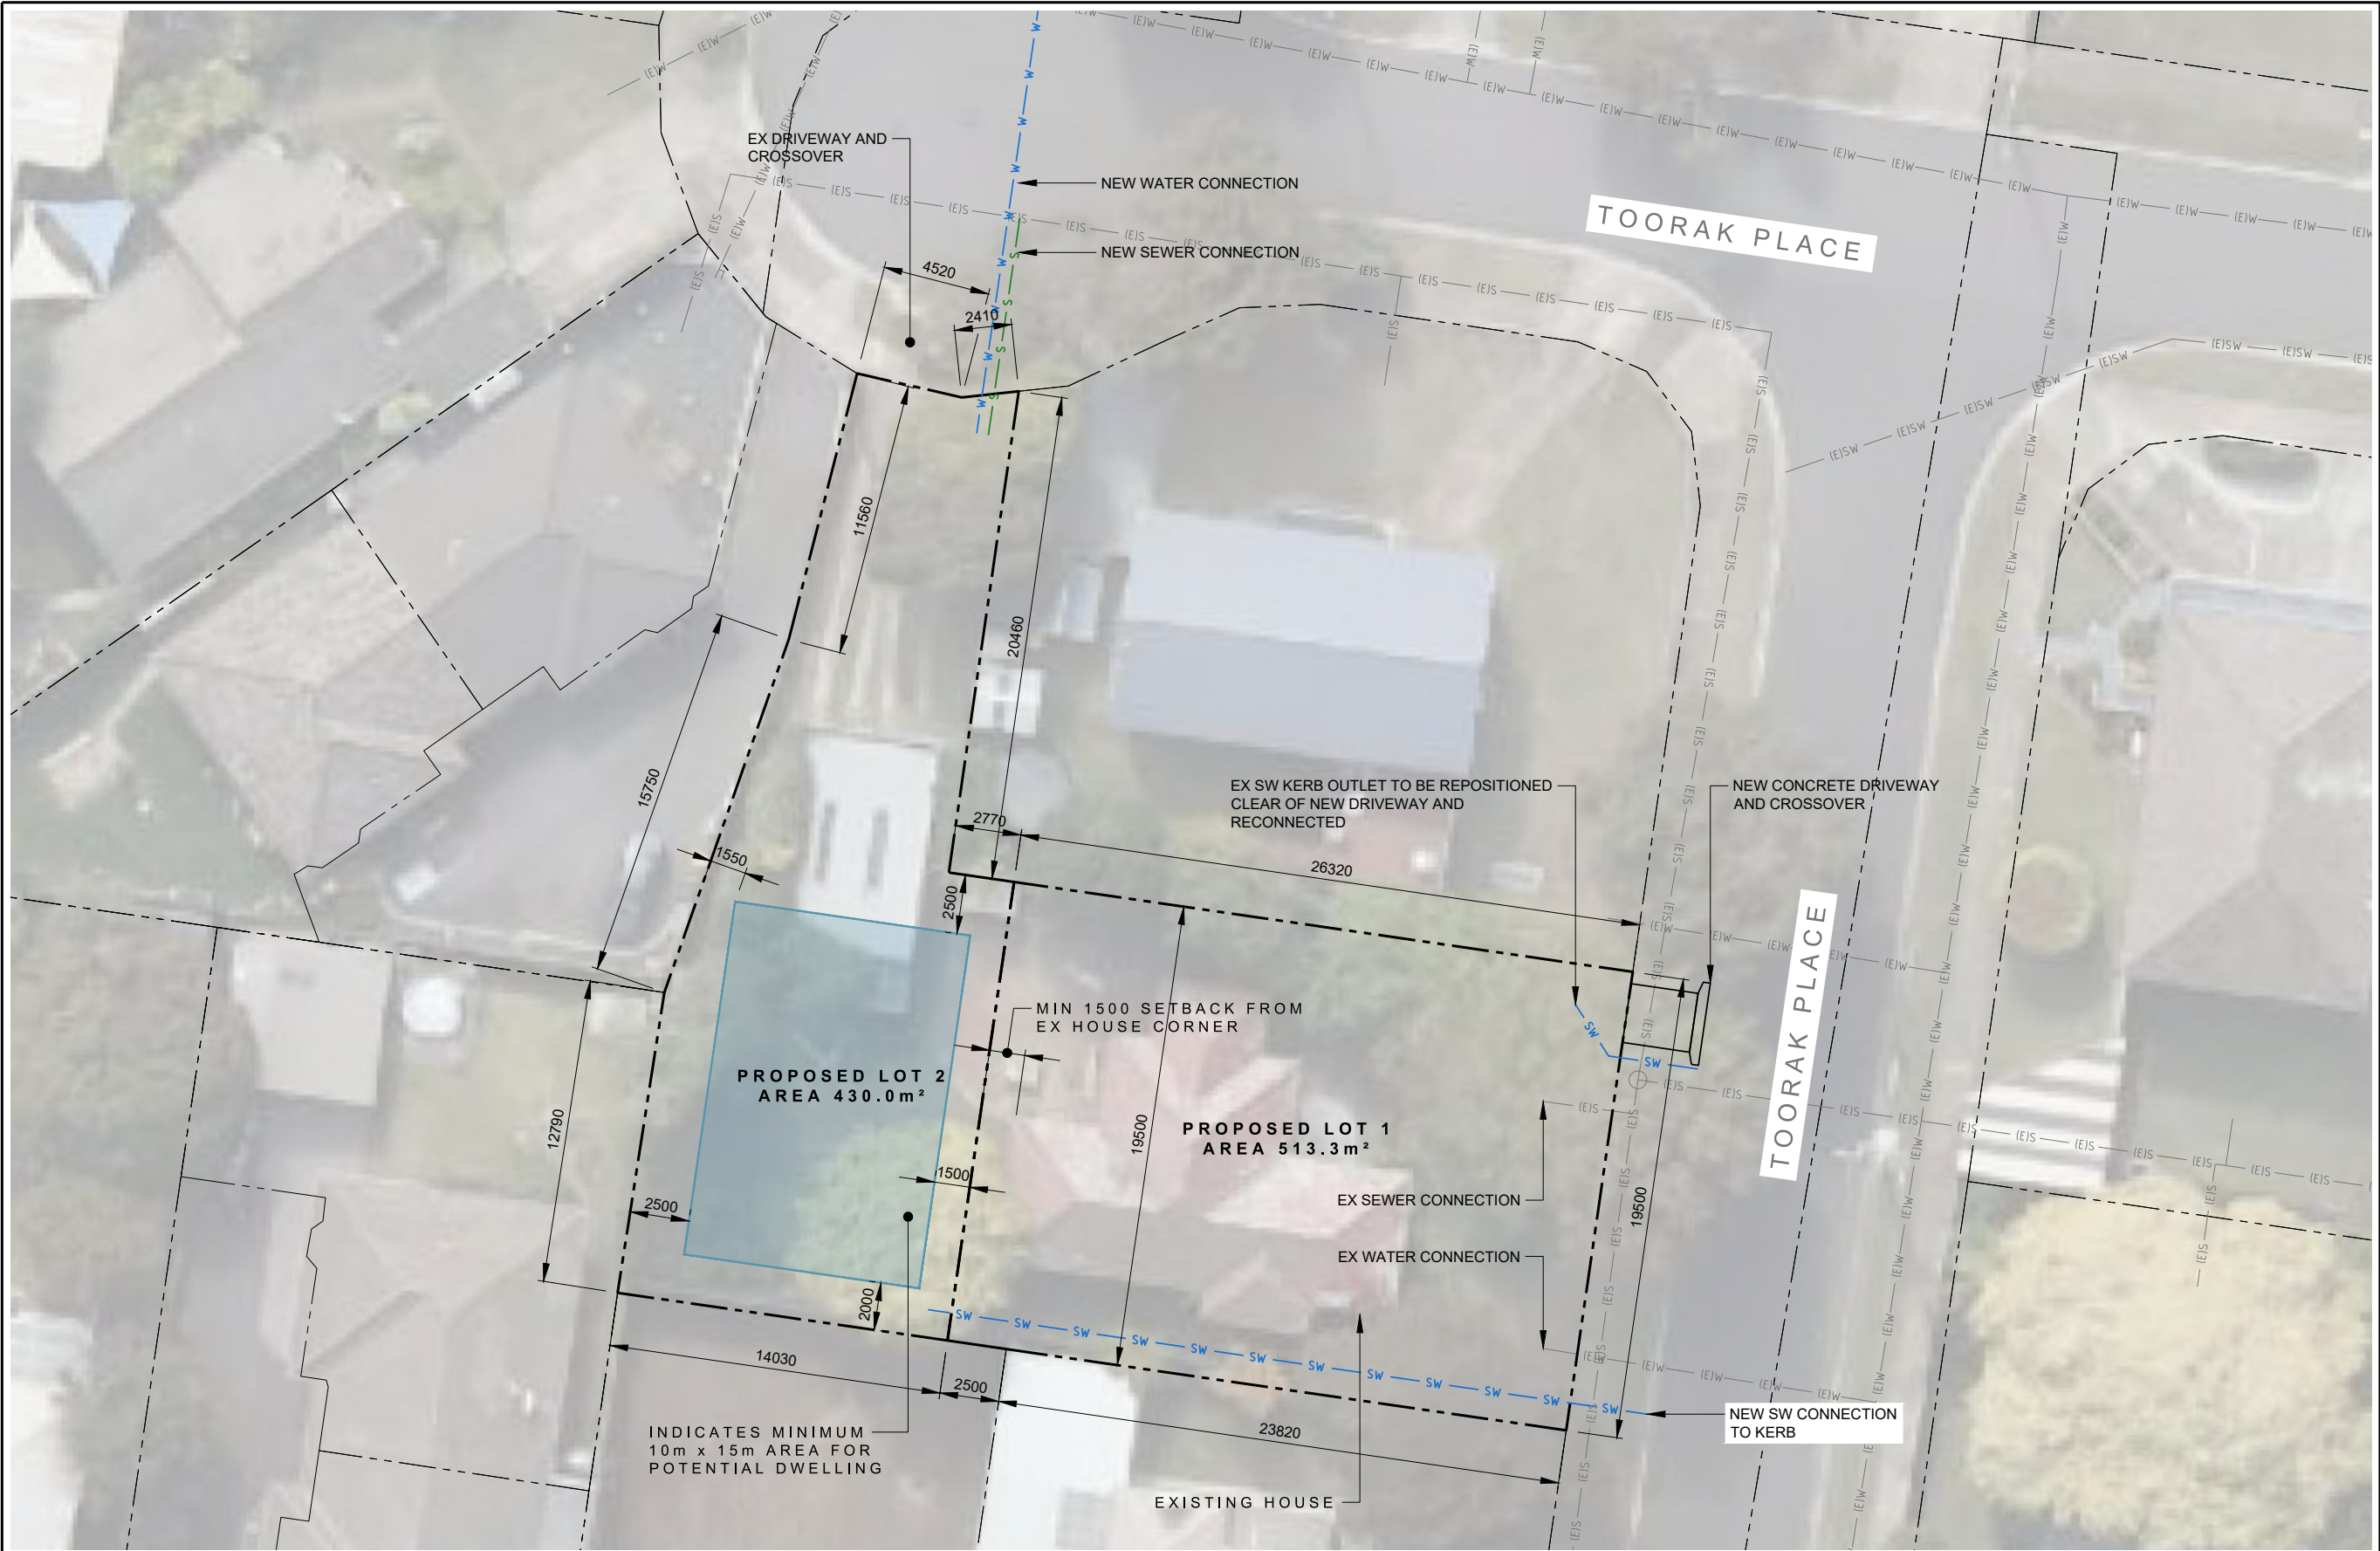 EX DRIVEWAY AND
CROSSOVER
NEW WATER CONNECTION
NEW SEWER CONNECTION
TOORAK PLACE
4520
2410
11560
20460
15750
1550
2770
2500
26320
EX SW KERB OUTLET TO BE REPOSITIONED
CLEAR OF NEW DRIVEWAY AND
RECONNECTED
NEW CONCRETE DRIVEWAY
AND CROSSOVER
TOORAK PLACE
MIN 1500 SETBACK FROM
EX HOUSE CORNER
PROPOSED LOT 2
AREA 430.0m²
PROPOSED LOT 1
AREA 513.3m²
12790
19500
19500
1500
2500
2000
EX SEWER CONNECTION
EX WATER CONNECTION
14030
2500
23820
INDICATES MINIMUM
10m x 15m AREA FOR
POTENTIAL DWELLING
EXISTING HOUSE
NEW SW CONNECTION
TO KERB
W
S
SW
(E)W
(E)S
(E)SW